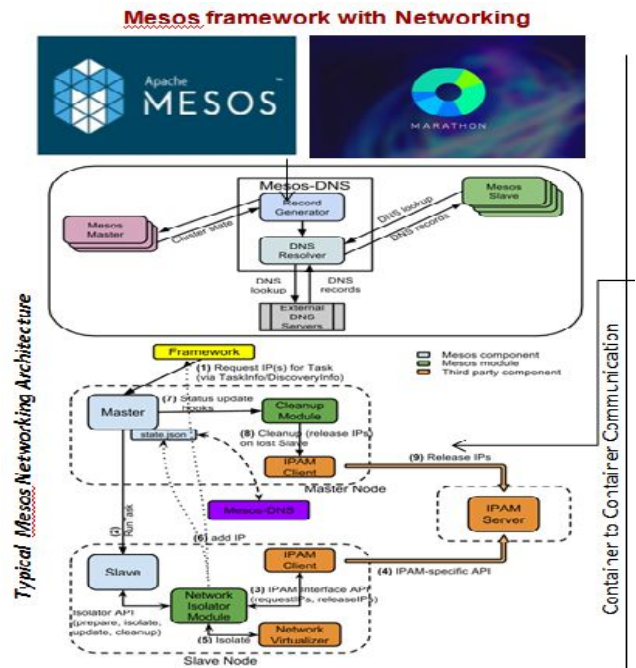 Mesos framework with Networking
Apache
MESOS™
MARATHON
Mesos-DNS
Record
Generator
Mesos
Slave
Mesos
Master
Cluster state
DNS lookup
DNS records
DNS
Resolver
DNS
lookup
DNS
records
External
DNS
Servers
Typical Mesos Networking Architecture
Container to Container Communication
Framework
Mesos component
Mesos module
Third party component
(1) Request IP(s) for Task
(via TaskInfo/DiscoveryInfo)
Master
(7) Status update
hooks
Cleanup
Module
state.json
(8) Cleanup (release IPs)
on lost Slave
IPAM
Client
Master Node
(9) Release IPs
IPAM
Server
Mesos-DNS
(6) add IP
Slave
IPAM
Client
(4) IPAM-specific API
(3) IPAM Interface API
(requestIPs, releaseIPs)
Network
Isolator
Module
Isolator API
(prepare, isolate,
update, cleanup)
(5) Isolate
Network
Virtualizer
Slave Node